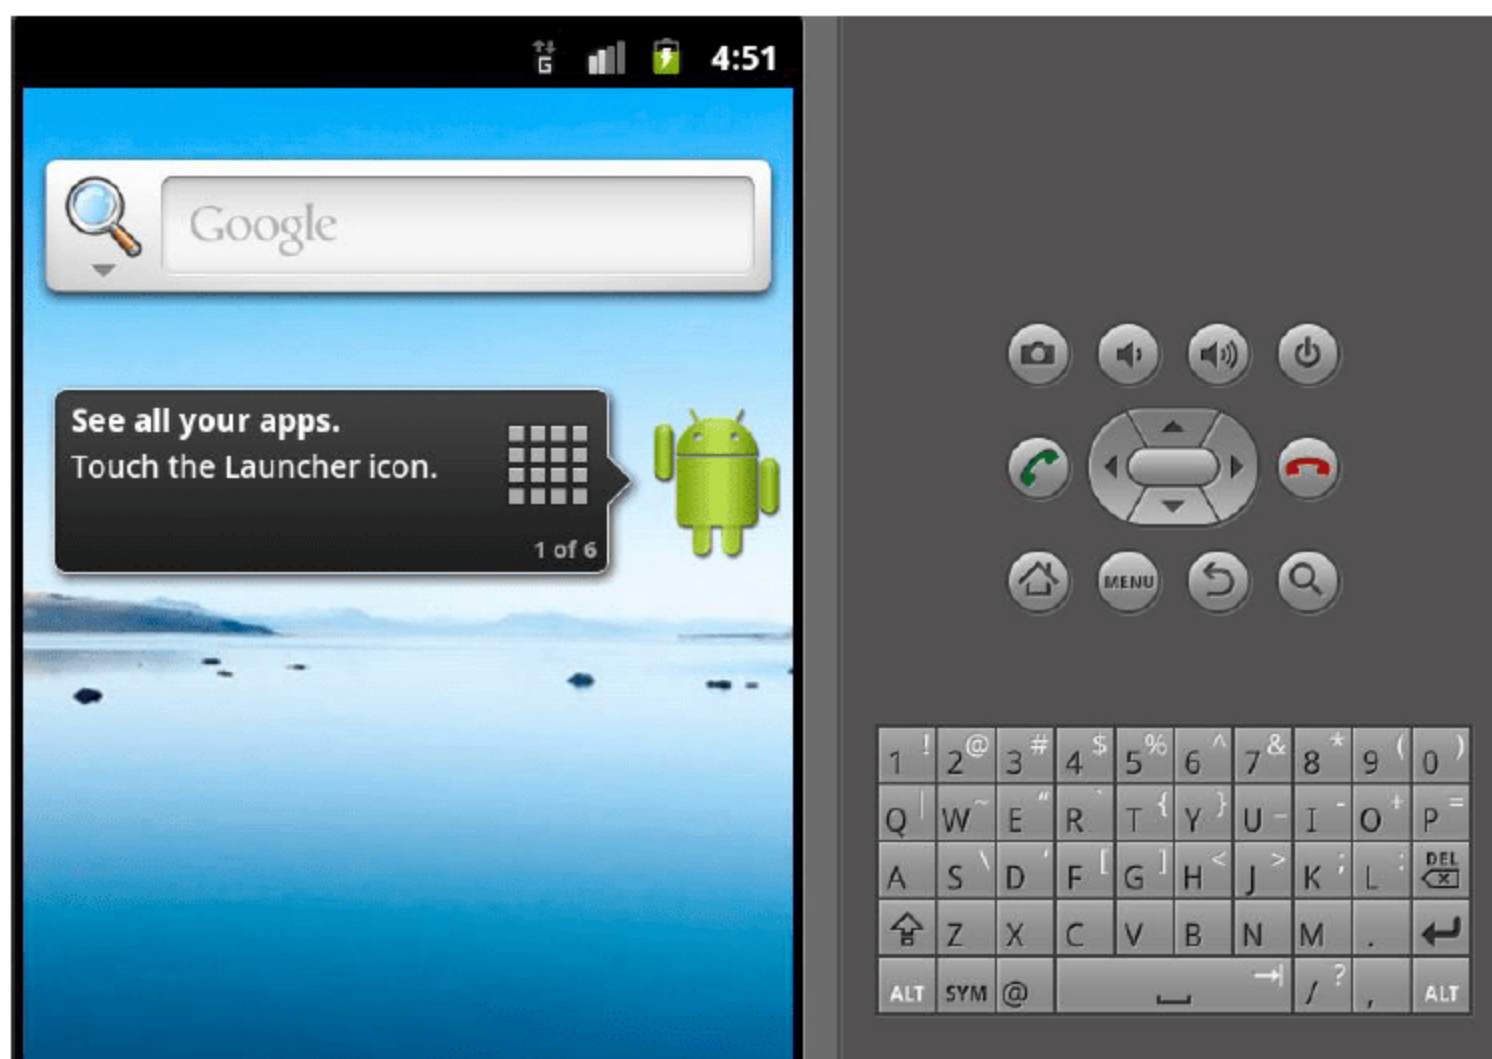 G 4:51
Google
See all your apps.
Touch the Launcher icon.
1 of 6
MENU
1 ! 2 @ 3 # 4 $ 5 % 6 ^ 7 & 8 * 9 ( 0 )
Q | W ~ E " R ` T { Y } U _ I - O + P =
A S \ D ' F [ G ] H < J > K ; L : DEL
Z X C V B N M .
ALT SYM @ / ? , ALT